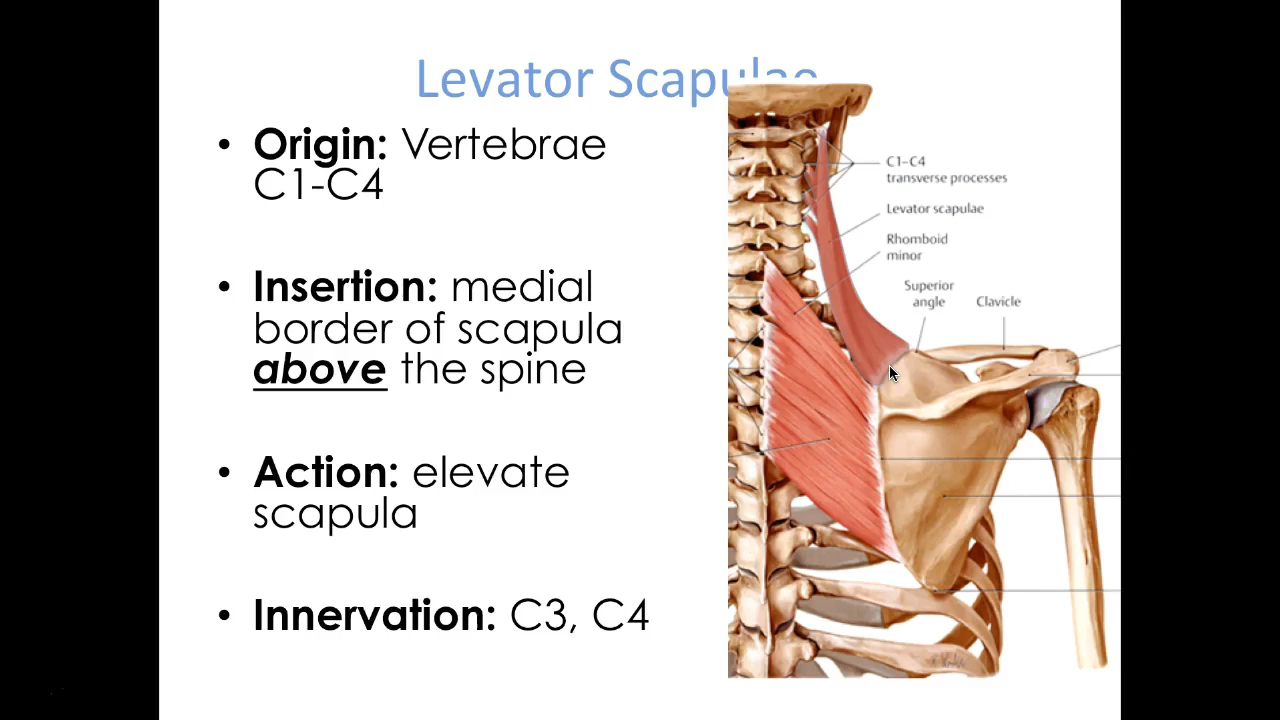 Levator Scapulae
• Origin: Vertebrae
C1-C4
• Insertion: medial
border of scapula
above the spine
• Action: elevate
scapula
• Innervation: C3, C4
C1–C4
transverse processes
Levator scapulae
Rhomboid
minor
Superior
angle
Clavicle